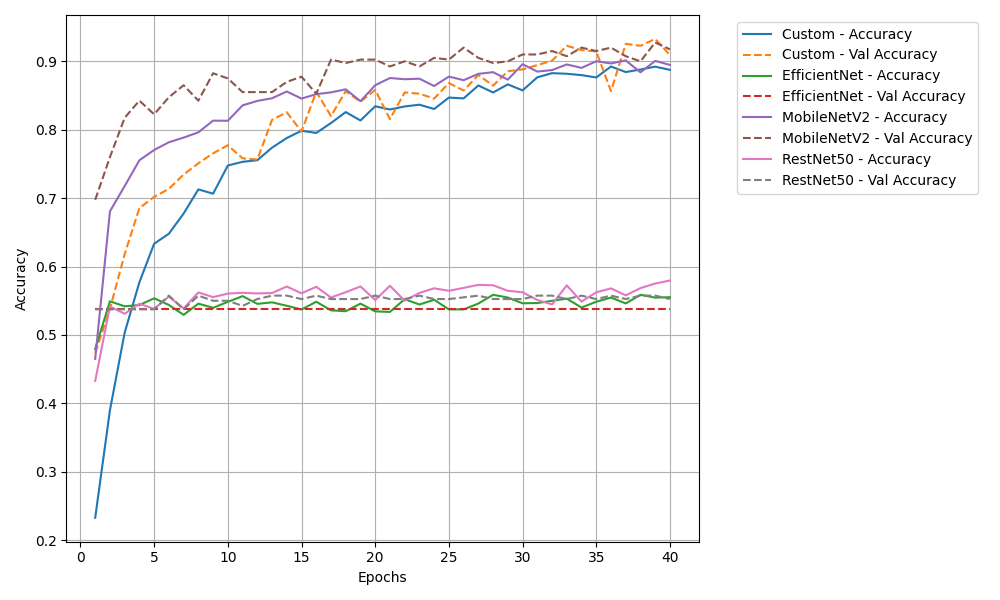 Custom - Accuracy
Custom - Val Accuracy
EfficientNet - Accuracy
EfficientNet - Val Accuracy
MobileNetV2 - Accuracy
MobileNetV2 - Val Accuracy
RestNet50 - Accuracy
RestNet50 - Val Accuracy
0.9
0.8
0.7
0.6
0.5
0.4
0.3
0.2
Accuracy
0 5 10 15 20 25 30 35 40
Epochs